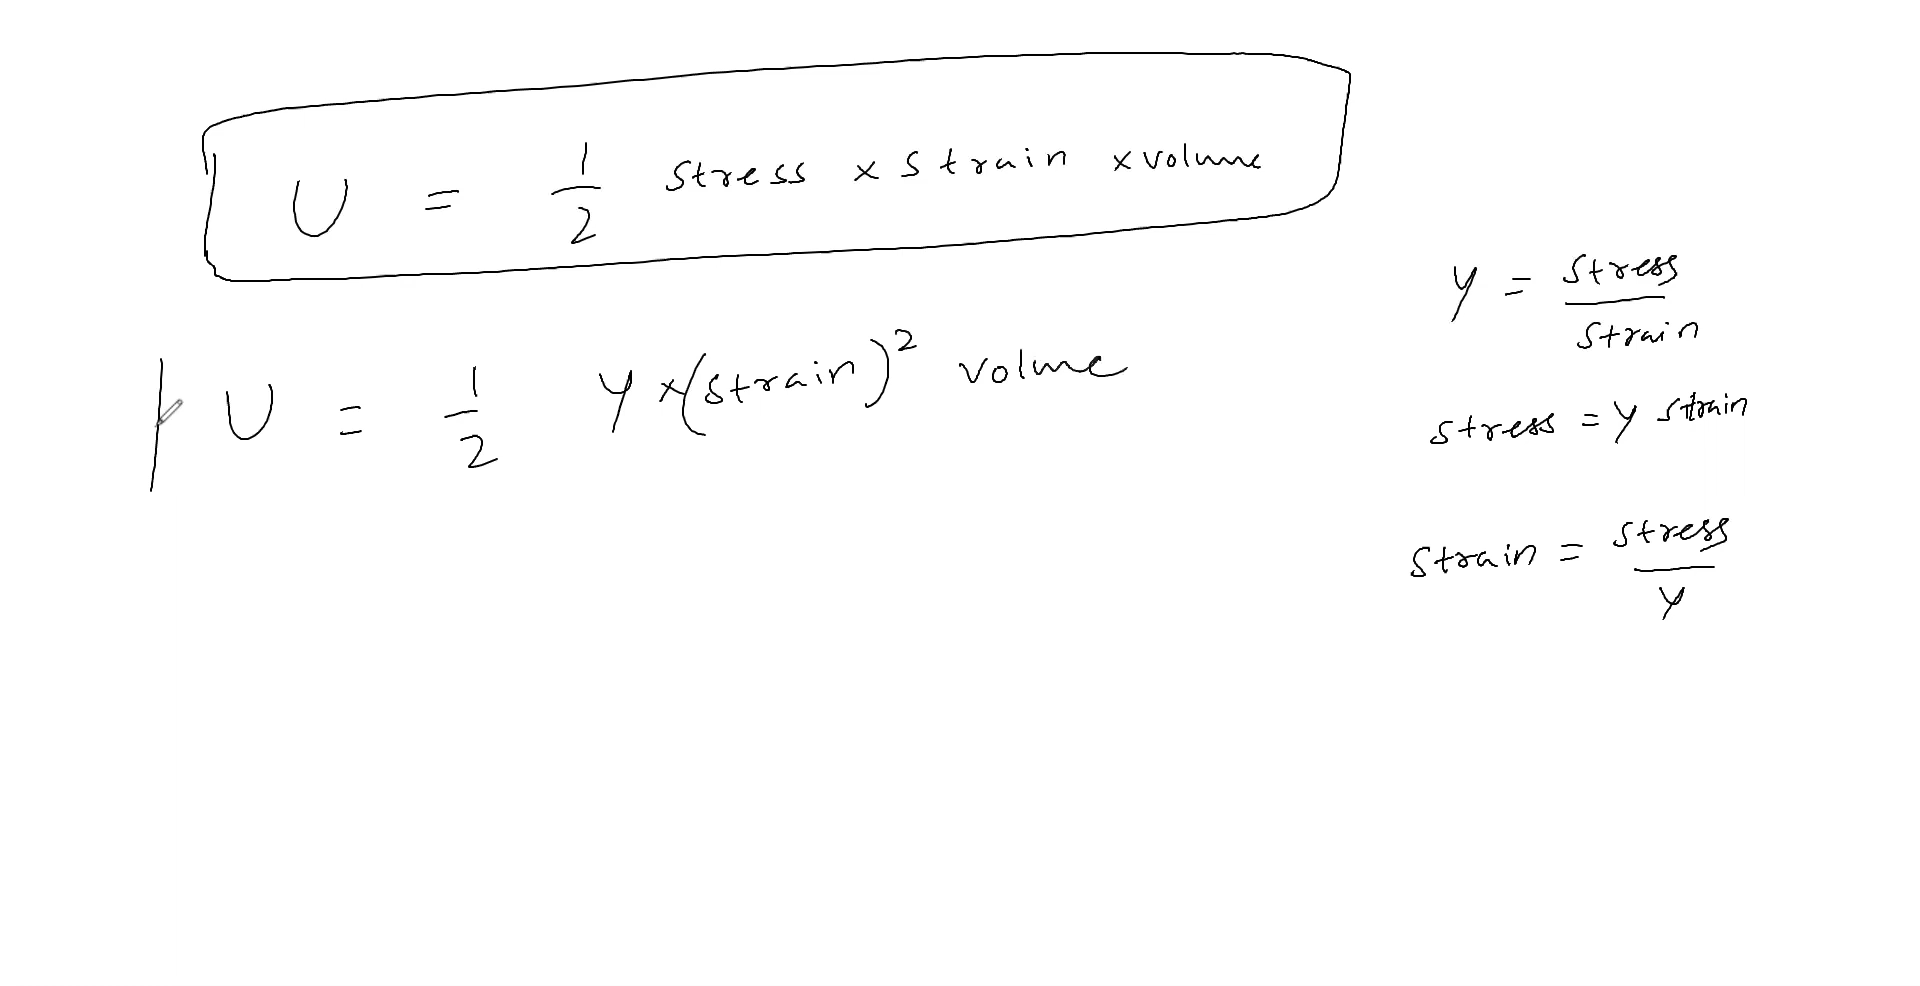 U = 1/2 stress x strain x volume
U = 1/2 Y x (strain)² volme
Y = stress/strain
stress = Y strain
strain = stress/Y